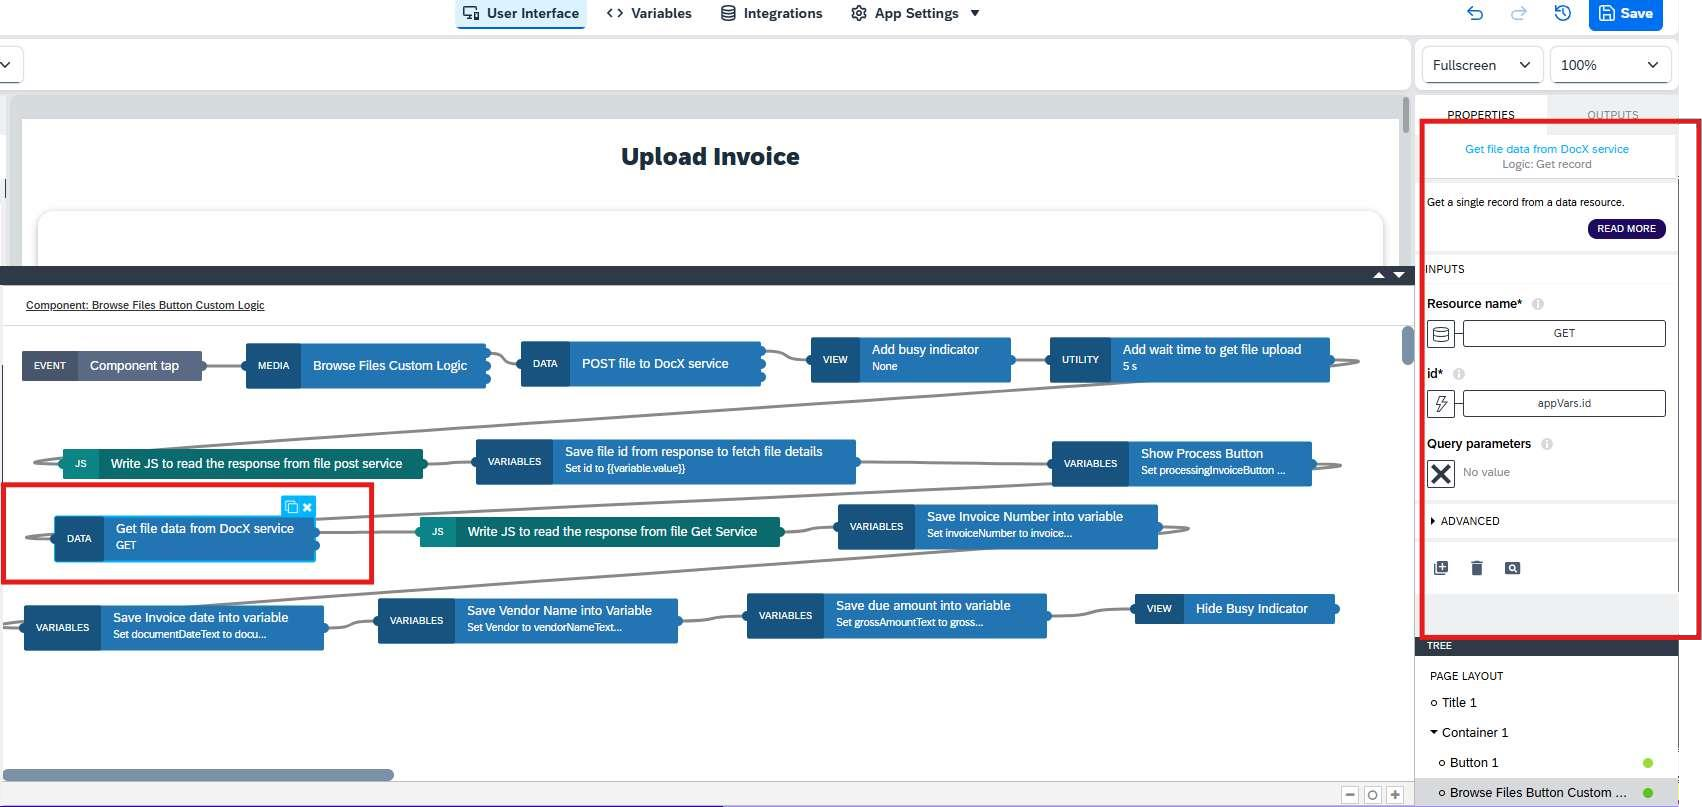 User Interface
<> Variables
Integrations
App Settings
Save
Fullscreen
100%
Upload Invoice
Component: Browse Files Button Custom Logic
EVENT Component tap
MEDIA Browse Files Custom Logic
DATA POST file to DocX service
VIEW Add busy indicator
None
UTILITY Add wait time to get file upload
5 s
JS Write JS to read the response from file post service
VARIABLES Save file id from response to fetch file details
Set id to {{variable.value}}
VARIABLES Show Process Button
Set processingInvoiceButton ...
DATA Get file data from DocX service
GET
JS Write JS to read the response from file Get Service
VARIABLES Save Invoice Number into variable
Set invoiceNumber to invoice...
VARIABLES Save Invoice date into variable
Set documentDateText to docu...
VARIABLES Save Vendor Name into Variable
Set Vendor to vendorNameText...
VARIABLES Save due amount into variable
Set grossAmountText to gross...
VIEW Hide Busy Indicator
PROPERTIES
OUTPUTS
Get file data from DocX service
Logic: Get record
Get a single record from a data resource.
READ MORE
INPUTS
Resource name*
GET
id*
appVars.id
Query parameters
No value
ADVANCED
TREE
PAGE LAYOUT
Title 1
Container 1
Button 1
Browse Files Button Custom ...